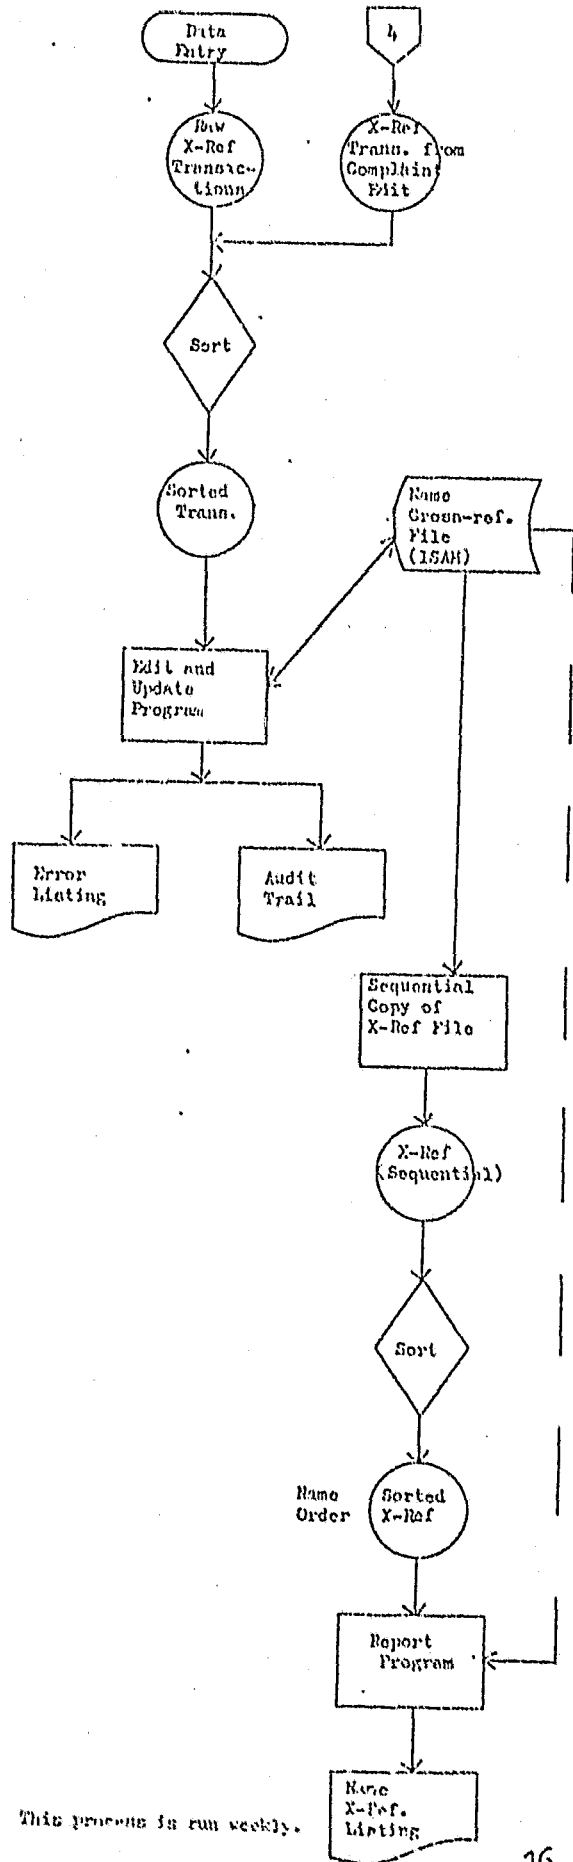 Data
Entry
4
Raw
X-Ref
Transac-
tions
X-Ref
Trans. from
Complaint
Edit
Sort
Sorted
Trans.
Name
Cross-ref.
File
(ISAM)
Edit and
Update
Program
Error
Listing
Audit
Trail
Sequential
Copy of
X-Ref File
X-Ref
(Sequential)
Sort
Name
Order
Sorted
X-Ref
Report
Program
Name
X-Ref.
Listing
This process is run weekly.